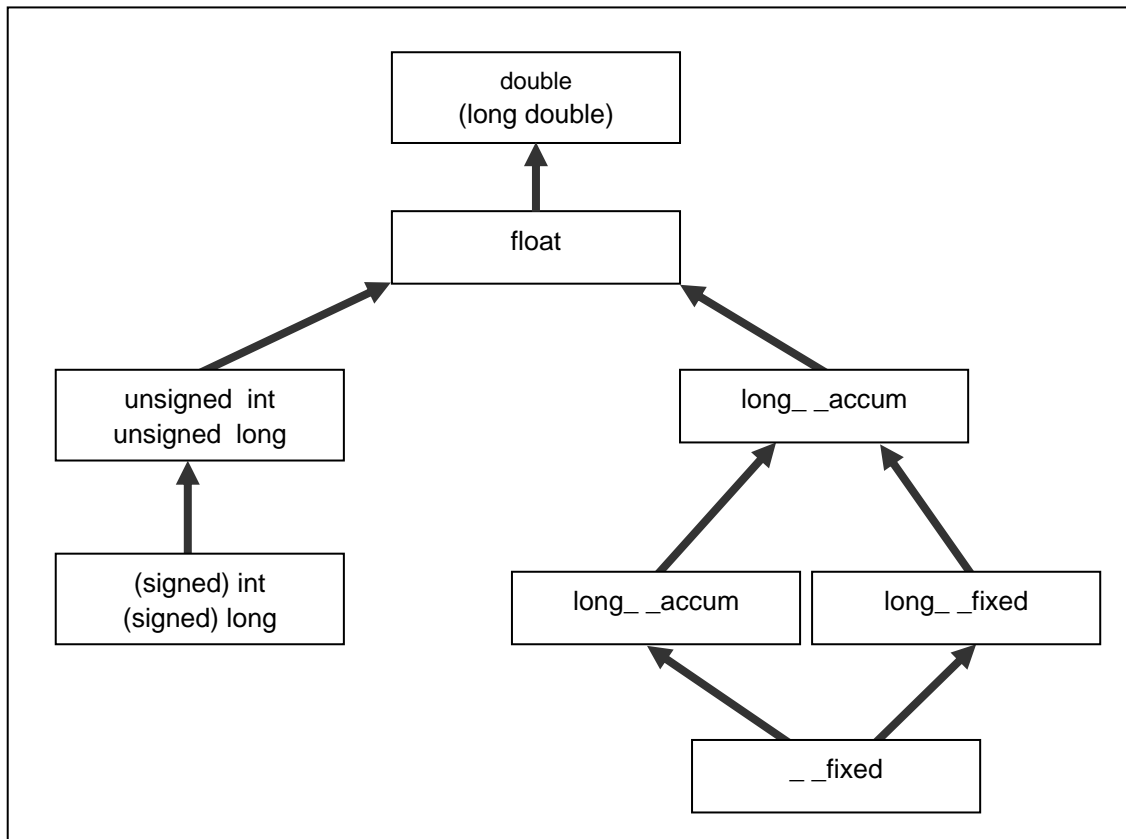 double
(long double)
float
unsigned int
unsigned long
long_ _accum
(signed) int
(signed) long
long_ _accum
long_ _fixed
_ _fixed